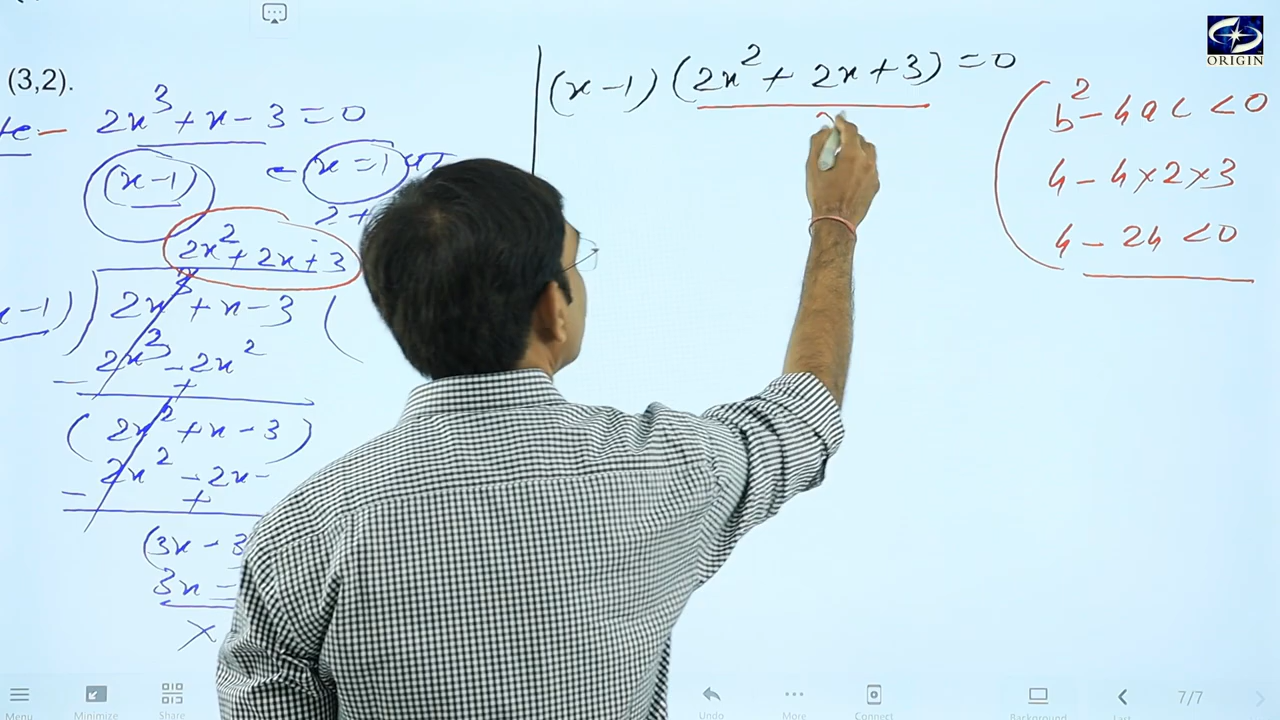 (3,2).
2x³ + x - 3 = 0
(x-1) ← x = 1
2 +
2x² + 2x + 3
x-1) 2x³ + x - 3 (
2x³ - 2x²
- +
(2x² + x - 3)
2x² - 2x
- +
(3x - 3
3x -
×
(x-1) (2x² + 2x + 3) = 0
b² - 4ac < 0
4 - 4×2×3
4 - 24 < 0
ORIGIN
Menu
Minimize
Share
Undo
More
Connect
Background
7/7